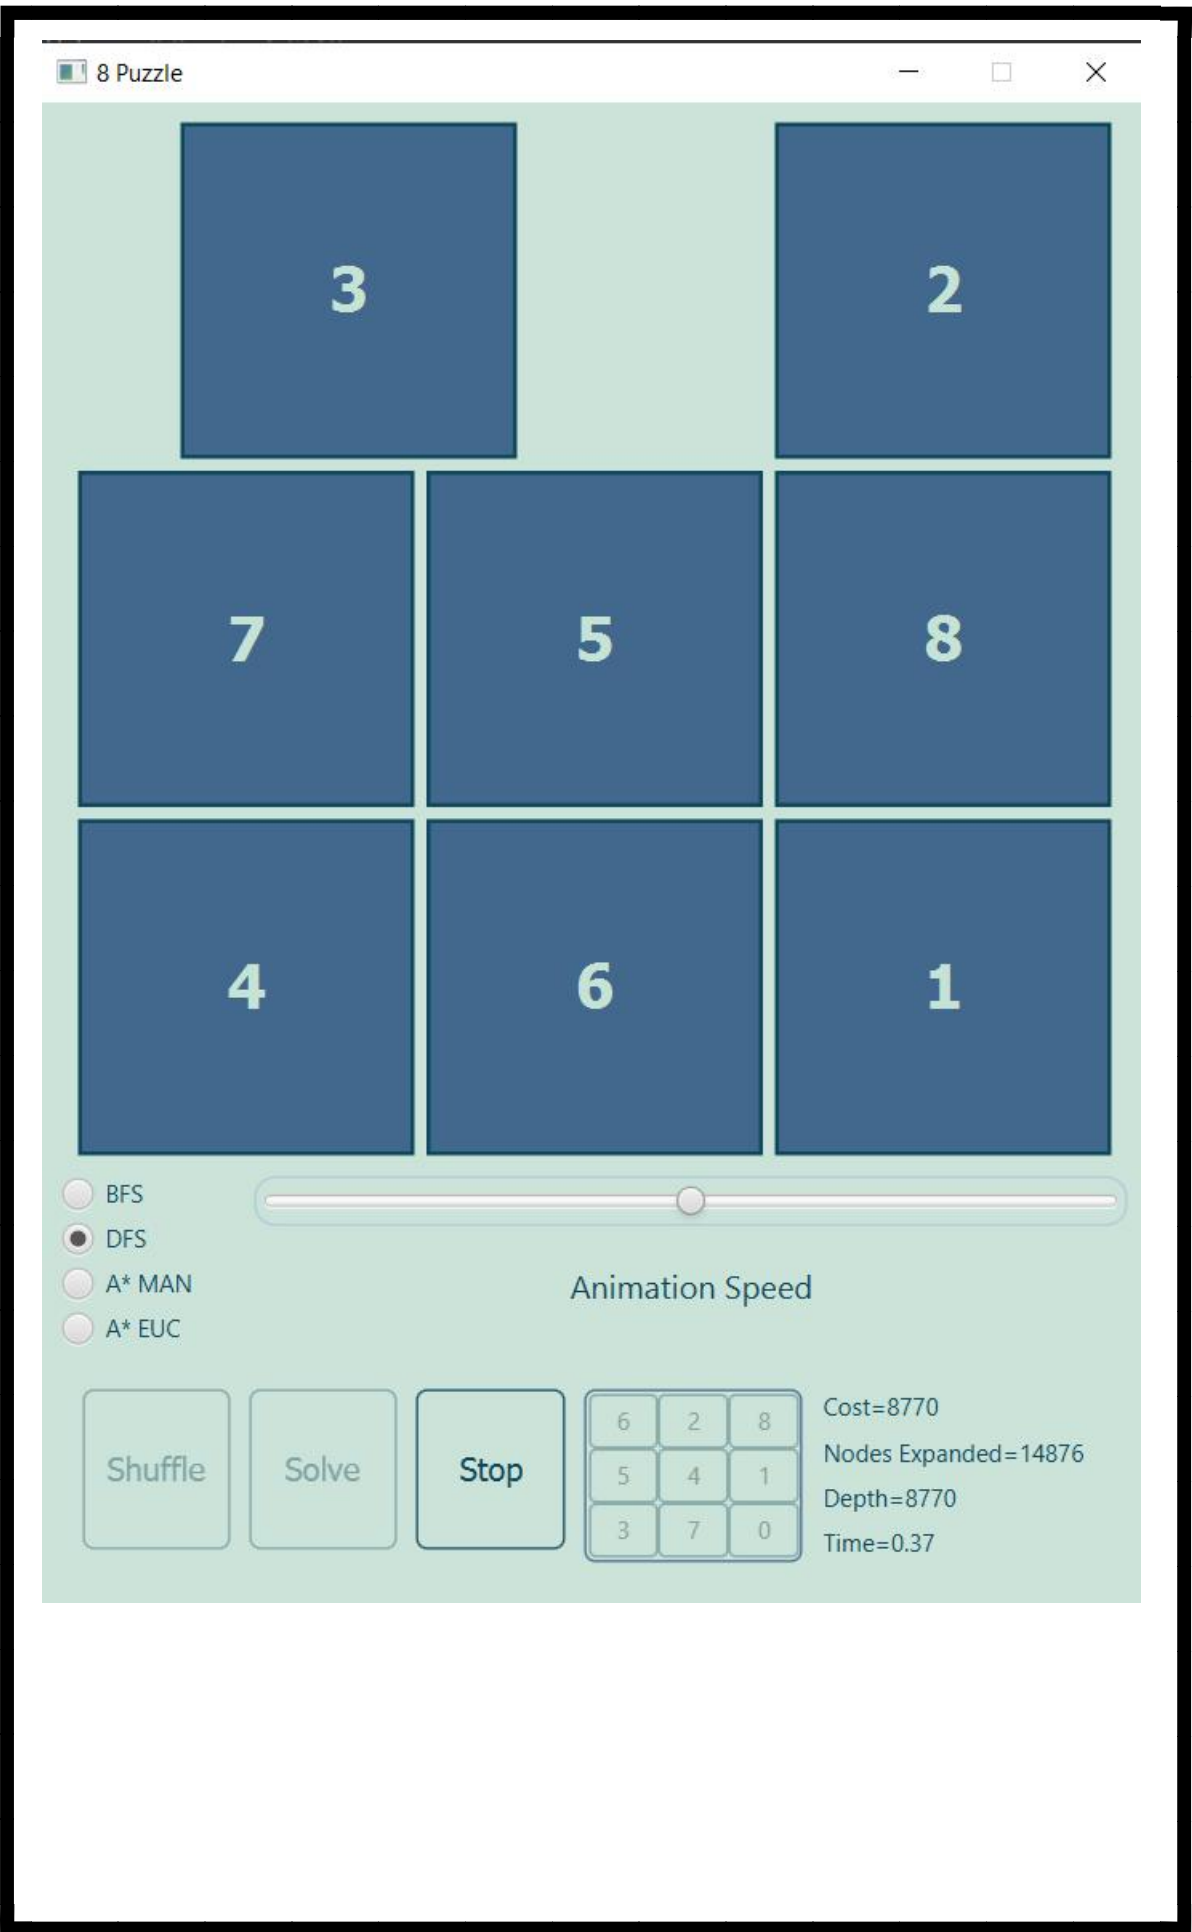 8 Puzzle
3 2
7 5 8
4 6 1
BFS
DFS
A* MAN
A* EUC
Animation Speed
Shuffle Solve Stop
6 2 8
5 4 1
3 7 0
Cost=8770
Nodes Expanded=14876
Depth=8770
Time=0.37